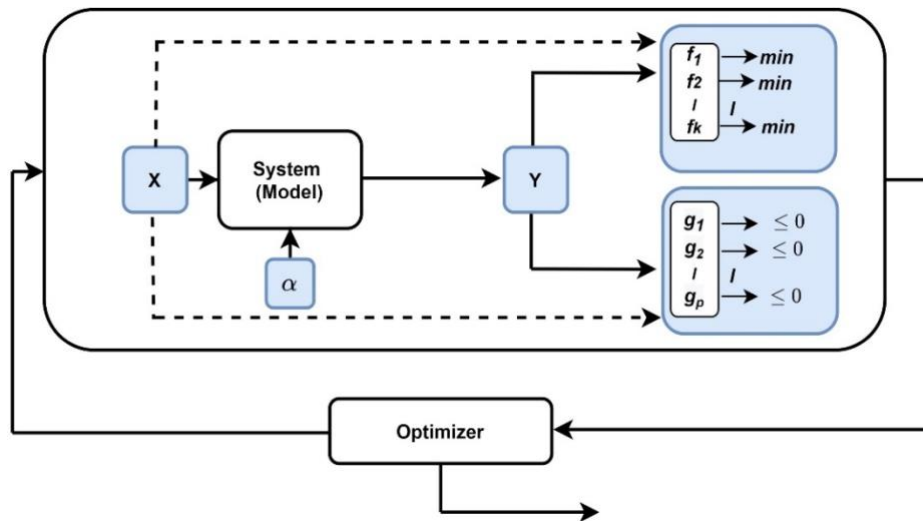 f1 min
f2 min
/ /
fk min
X
System
(Model)
Y
α
g1 ≤ 0
g2 ≤ 0
/ /
gp ≤ 0
Optimizer